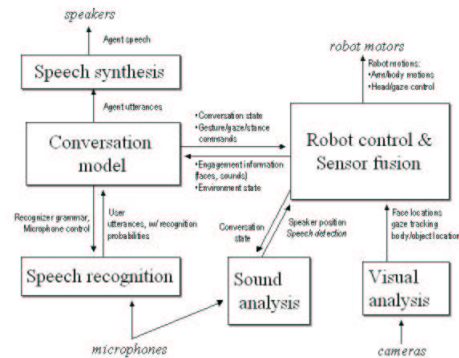 speakers
Agent speech
Speech synthesis
Agent utterances
Conversation
model
Recognizer grammar,
Microphone control
User
utterances, w/ recognition
probabilities
Speech recognition
microphones
•Conversation state
•Gesture/gaze/stance
commands
•Engagement information
(faces, sounds)
•Environment state
robot motors
Robot motions:
•Arm/body motions
•Head/gaze control
Robot control &
Sensor fusion
Conversation
state
Speaker position
Speech detection
Sound
analysis
Face locations
gaze tracking
body/object location
Visual
analysis
cameras